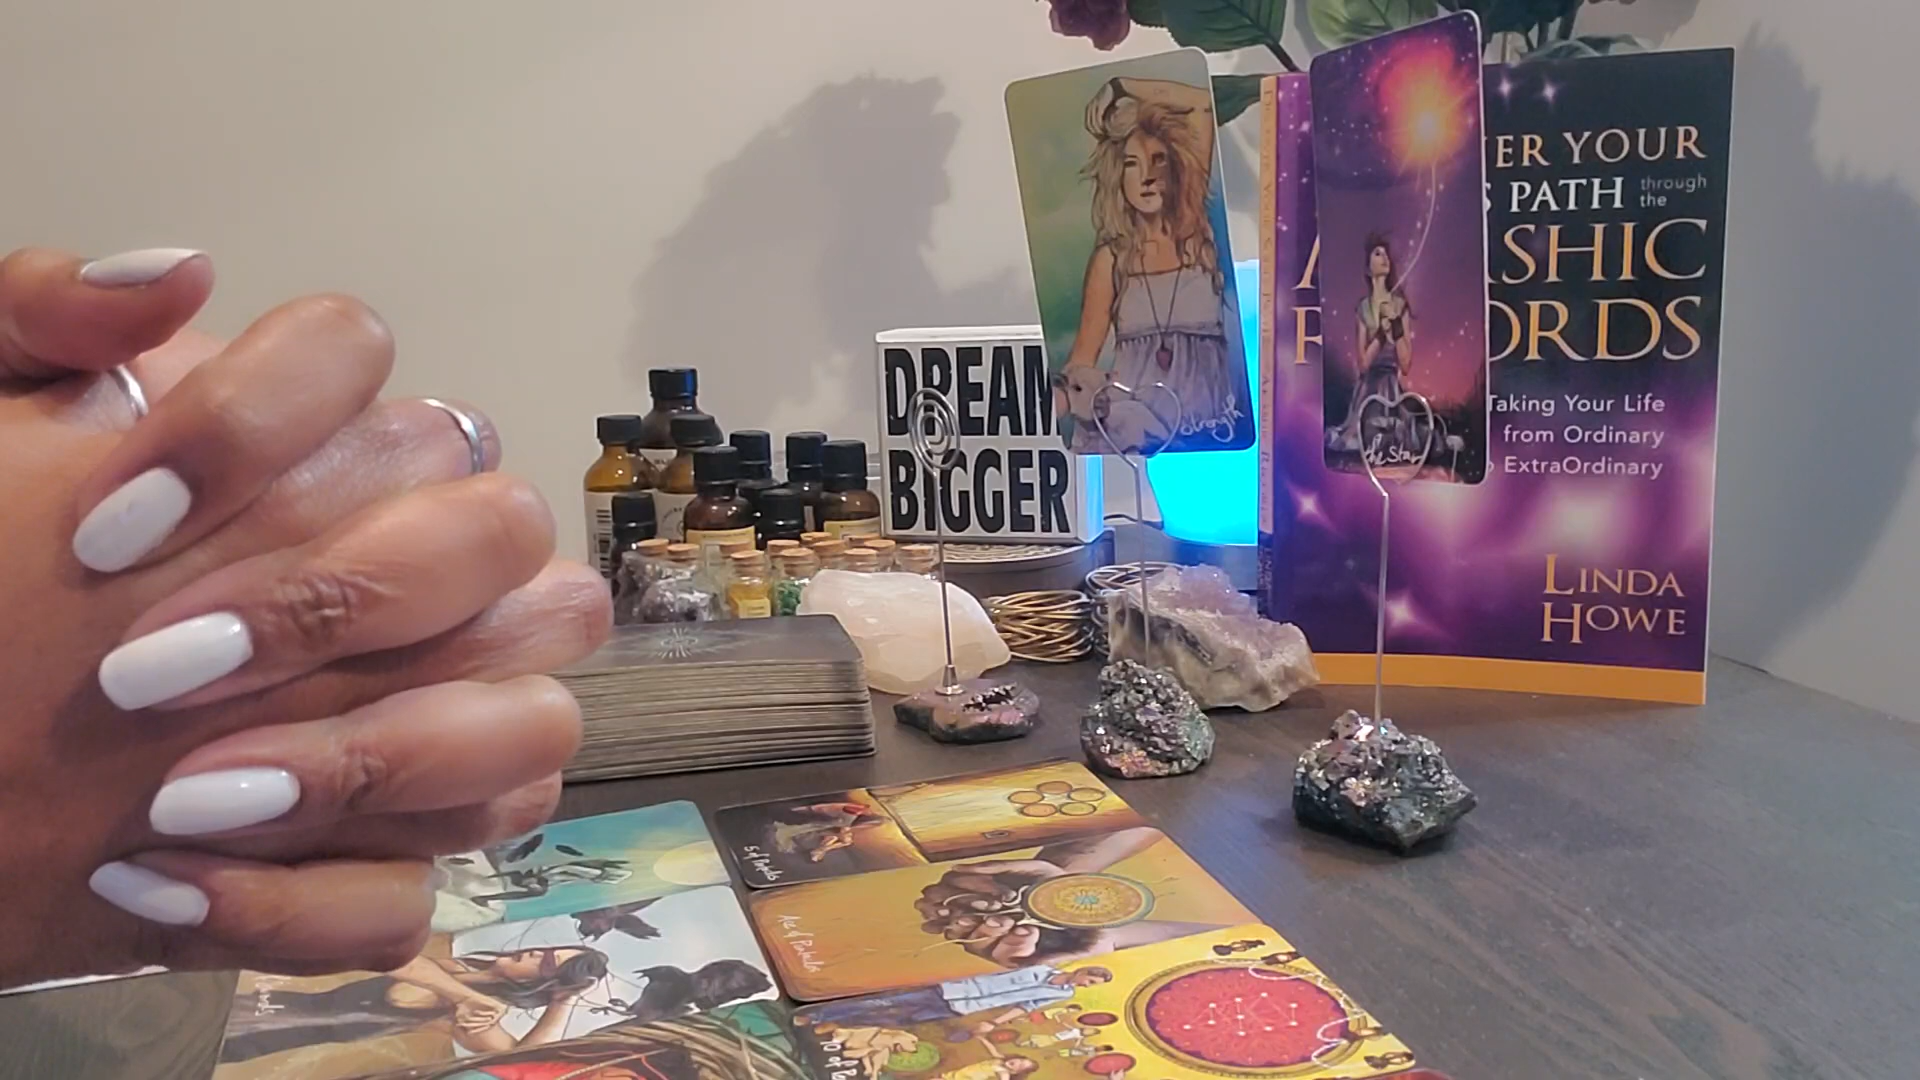 DREAM
BIGGER
Strength
the Star
ER YOUR
S PATH through
the
SHIC
ORDS
Taking Your Life
from Ordinary
ExtraOrdinary
LINDA
HOWE
5 of Pentacles
Ace of Pentacles
10 of Pe